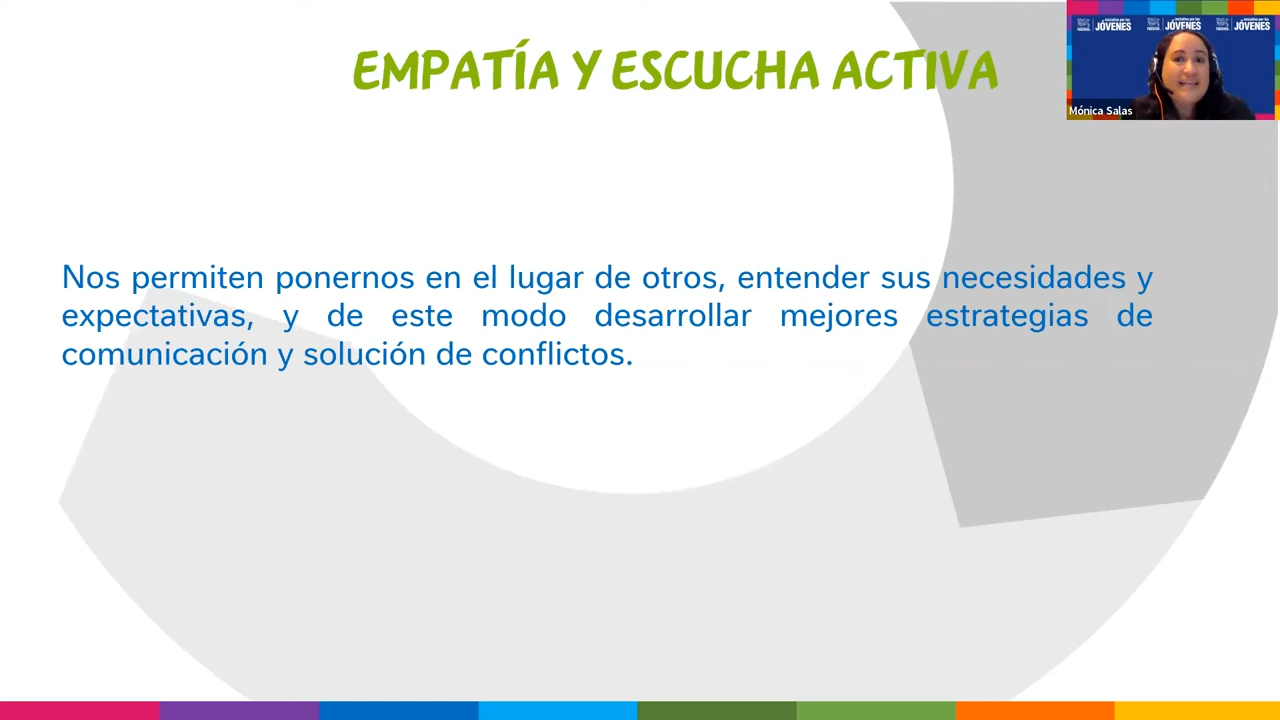 EMPATÍA Y ESCUCHA ACTIVA
Nos permiten ponernos en el lugar de otros, entender sus necesidades y
expectativas, y de este modo desarrollar mejores estrategias de
comunicación y solución de conflictos.
JÓVENES
JÓVENES
JÓVENES
Mónica Salas